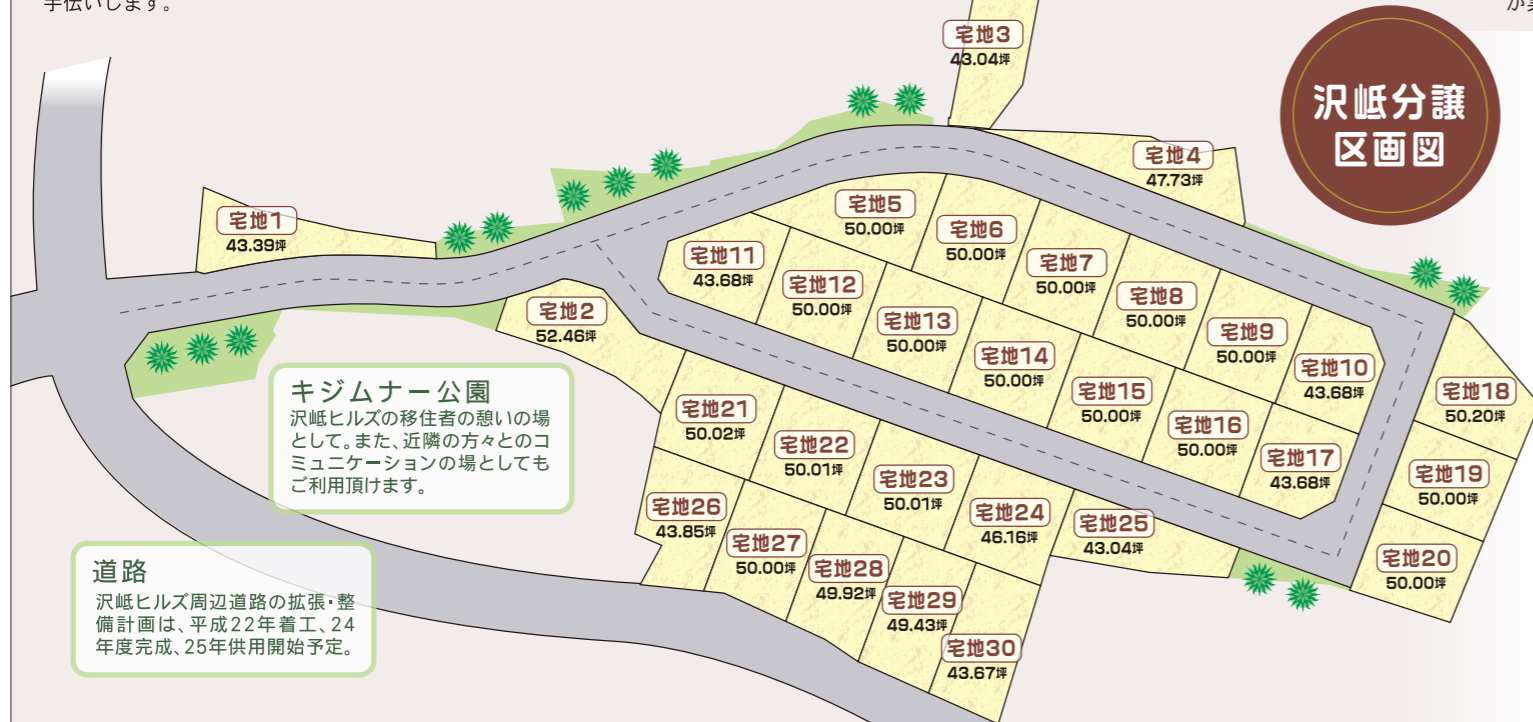 手伝いします。
沢岻分譲
区画図
宅地1
43.39坪
宅地2
52.46坪
宅地3
43.04坪
宅地4
47.73坪
宅地5
50.00坪
宅地6
50.00坪
宅地7
50.00坪
宅地8
50.00坪
宅地9
50.00坪
宅地10
43.68坪
宅地11
43.68坪
宅地12
50.00坪
宅地13
50.00坪
宅地14
50.00坪
宅地15
50.00坪
宅地16
50.00坪
宅地17
43.68坪
宅地18
50.20坪
宅地19
50.00坪
宅地20
50.00坪
宅地21
50.02坪
宅地22
50.01坪
宅地23
50.01坪
宅地24
46.16坪
宅地25
43.04坪
宅地26
43.85坪
宅地27
50.00坪
宅地28
49.92坪
宅地29
49.43坪
宅地30
43.67坪
キジムナー公園
沢岻ヒルズの移住者の憩いの場
として。また、近隣の方々とのコ
ミュニケーションの場としても
ご利用頂けます。
道路
沢岻ヒルズ周辺道路の拡張・整
備計画は、平成22年着工、24
年度完成、25年供用開始予定。